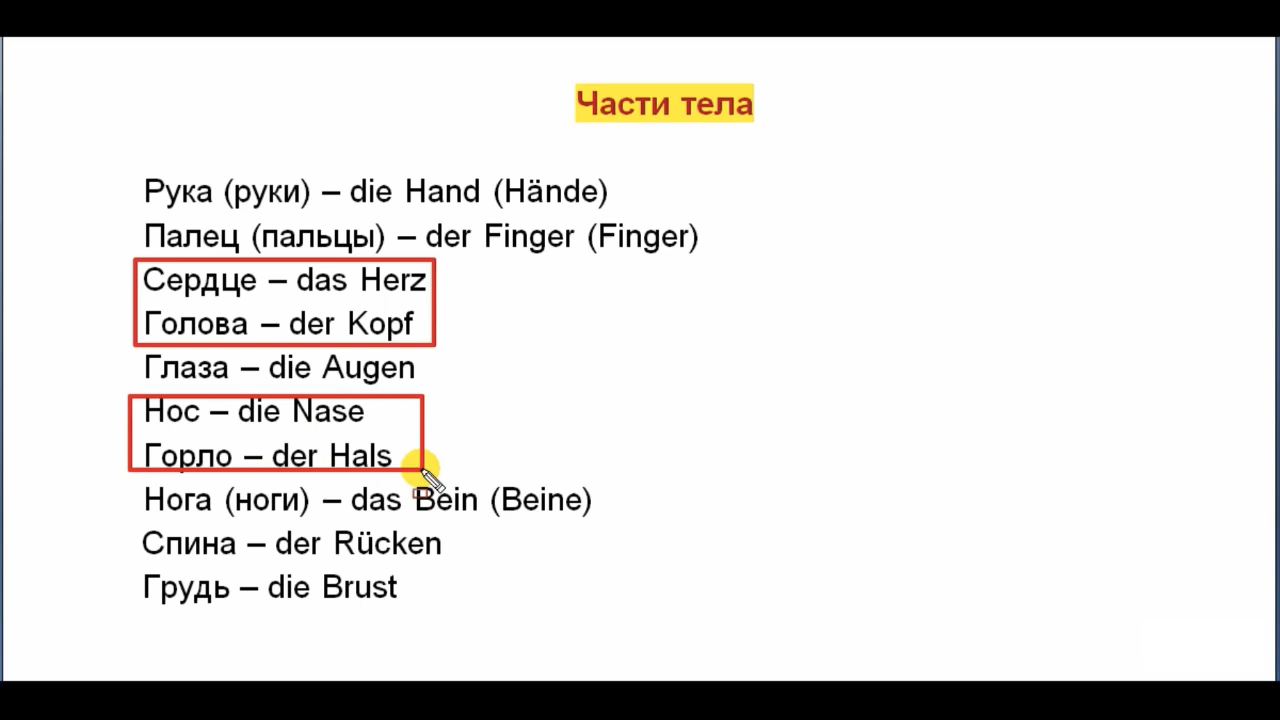 Части тела
Рука (руки) – die Hand (Hände)
Палец (пальцы) – der Finger (Finger)
Сердце – das Herz
Голова – der Kopf
Глаза – die Augen
Нос – die Nase
Горло – der Hals
Нога (ноги) – das Bein (Beine)
Спина – der Rücken
Грудь – die Brust